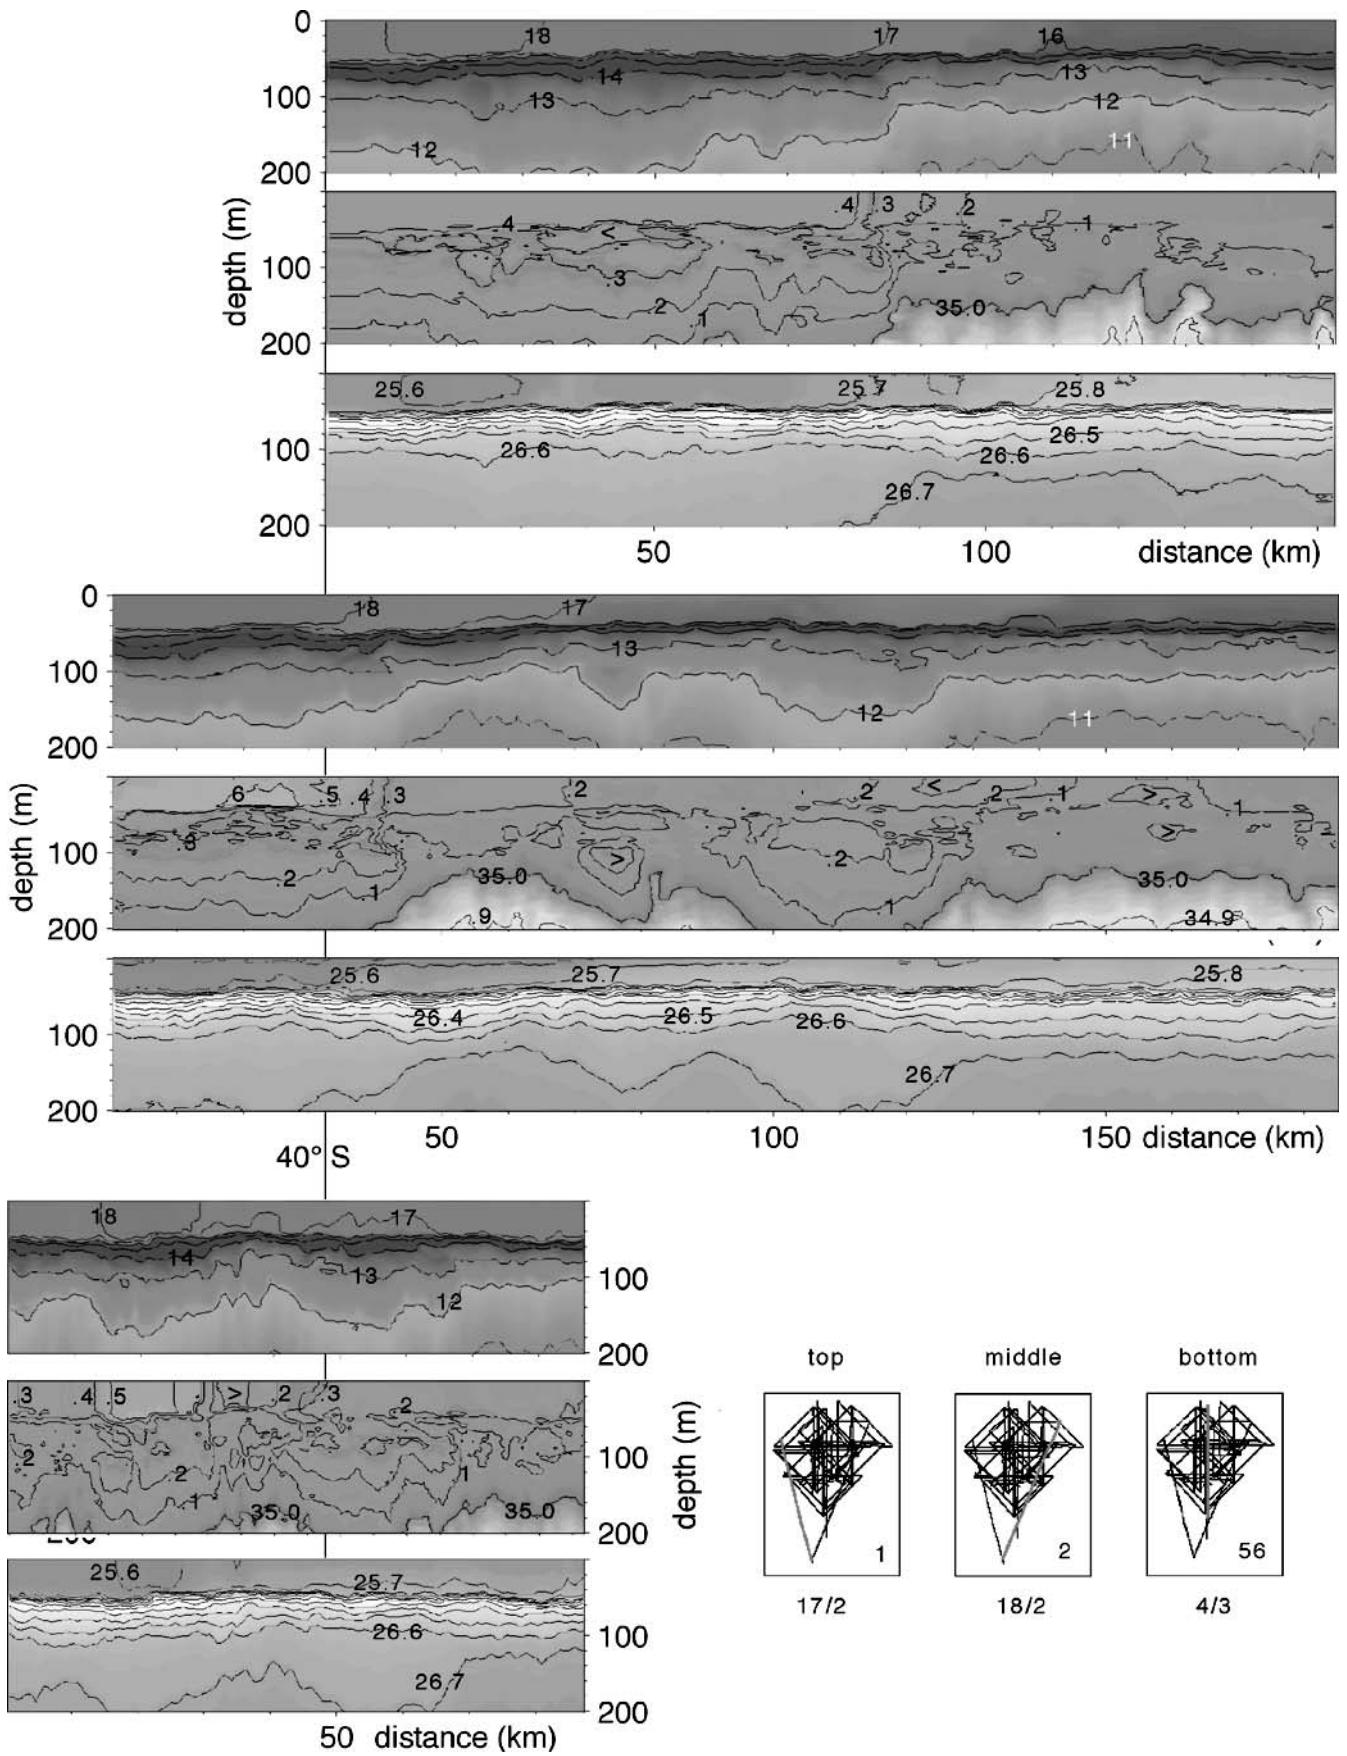 0
18 17 16
14 13
100 13 12
12 11
200
.4 .3 .2
4 < .1
100
.3
.2 35.0
.1
200
depth (m)
25.6 25.7 25.8
26.5
100 26.6 26.6
26.7
200
50 100 distance (km)
0
18 17
13
100
12 11
200
6 .5 .4 .3 .2 .2 < .2 .1 > .1
.3 >
100 > .2
.2 35.0 35.0
.1 .1
9 34.9
200
depth (m)
25.6 25.7 25.8
26.4 26.5 26.6
100
26.7
200
50 100 150 distance (km)
40° S
18 17
14
13 100
12
200
.3 .4 .5 > .2 .3
.2
.2 100
.2 .1
.1
35.0 35.0
200
depth (m)
25.6 25.7
26.6 100
26.7
200
50 distance (km)
top middle bottom
1 2 56
17/2 18/2 4/3